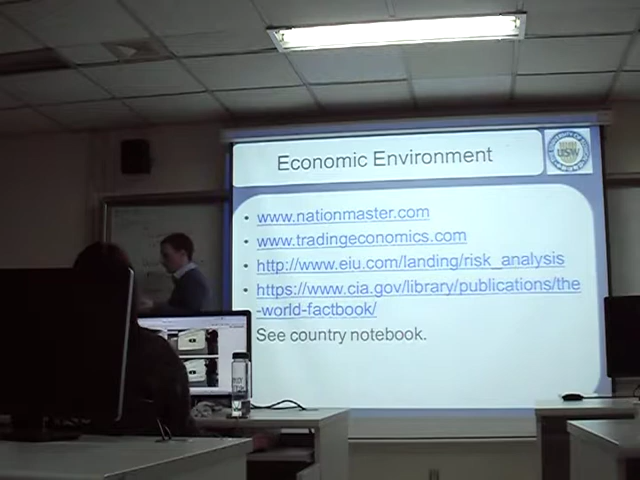 Economic Environment
USW
• www.nationmaster.com
• www.tradingeconomics.com
• http://www.eiu.com/landing/risk_analysis
• https://www.cia.gov/library/publications/the
-world-factbook/
See country notebook.